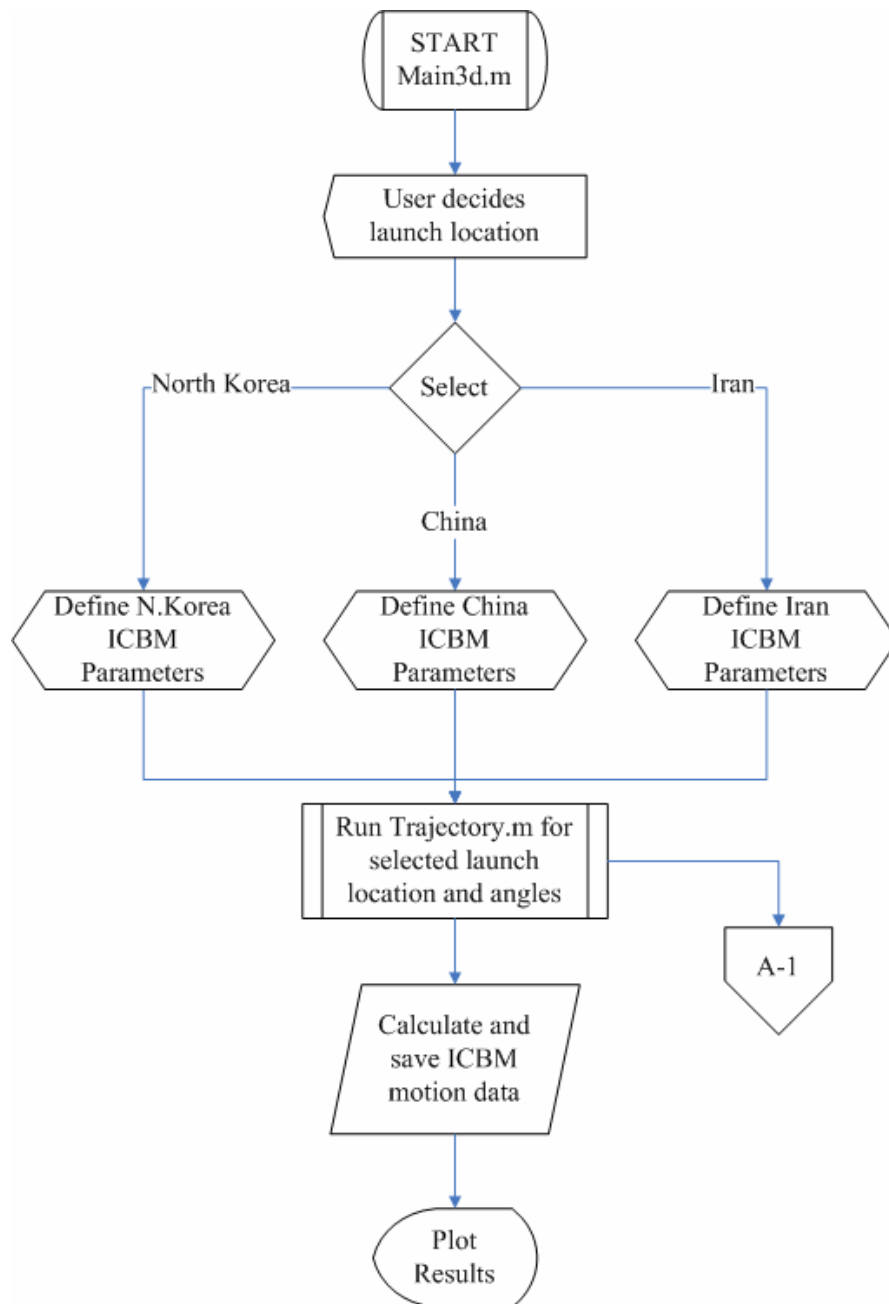 START
Main3d.m
User decides
launch location
Select
North Korea
Iran
China
Define N.Korea
ICBM
Parameters
Define China
ICBM
Parameters
Define Iran
ICBM
Parameters
Run Trajectory.m for
selected launch
location and angles
A-1
Calculate and
save ICBM
motion data
Plot
Results